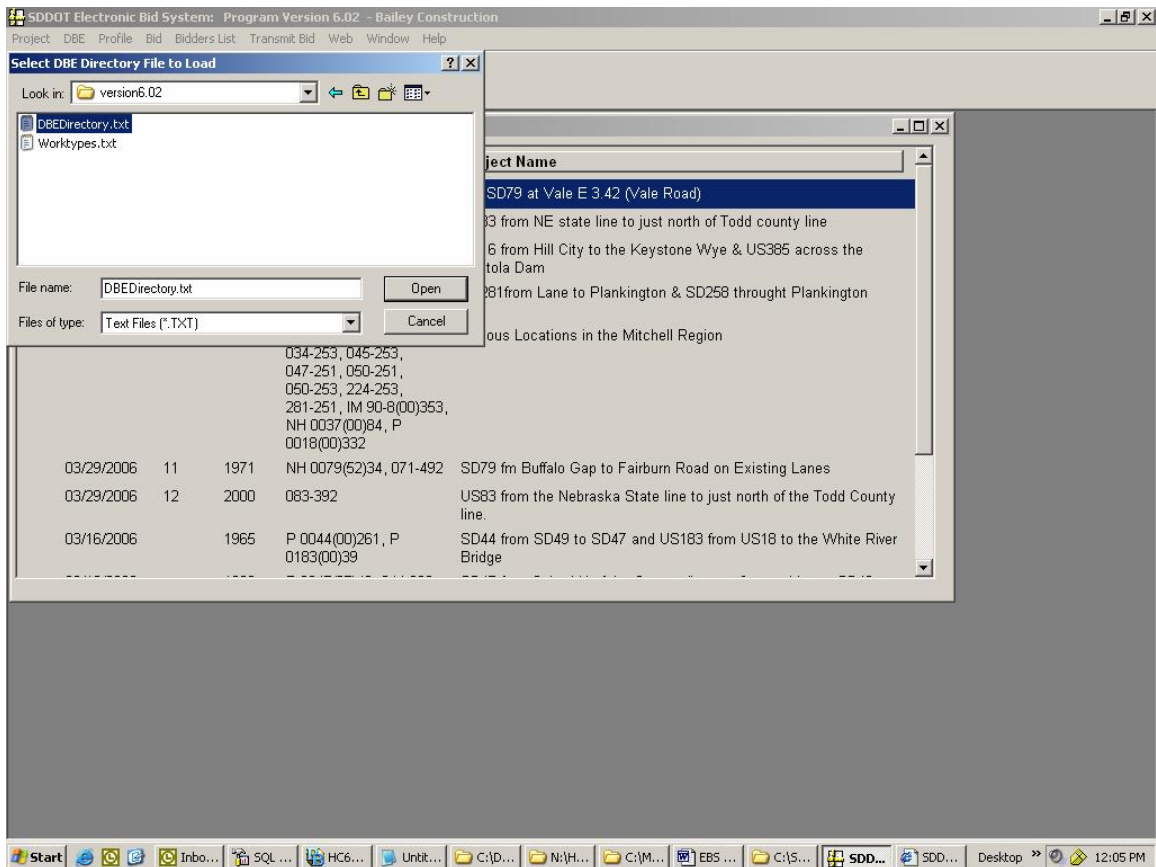 SDDOT Electronic Bid System: Program Version 6.02 - Bailey Construction
Project DBE Profile Bid Bidders List Transmit Bid Web Window Help
Select DBE Directory File to Load
Look in: version6.02
DBEDirectory.txt
Worktypes.txt
File name: DBEDirectory.txt Open
Files of type: Text Files (*.TXT) Cancel
ject Name
SD79 at Vale E 3.42 (Vale Road)
33 from NE state line to just north of Todd county line
6 from Hill City to the Keystone Wye & US385 across the
tola Dam
281from Lane to Plankington & SD258 throught Plankington
ous Locations in the Mitchell Region
034-253, 045-253,
047-251, 050-251,
050-253, 224-253,
281-251, IM 90-8(00)353,
NH 0037(00)84, P
0018(00)332
03/29/2006 11 1971 NH 0079(52)34, 071-492 SD79 fm Buffalo Gap to Fairburn Road on Existing Lanes
03/29/2006 12 2000 083-392 US83 from the Nebraska State line to just north of the Todd County
line.
03/16/2006 1965 P 0044(00)261, P SD44 from SD49 to SD47 and US183 from US18 to the White River
0183(00)39 Bridge
Start Inbo... SQL ... HC6... Untit... C:\D... N:\H... C:\M... EBS ... C:\S... SDD... SDD... Desktop » 12:05 PM